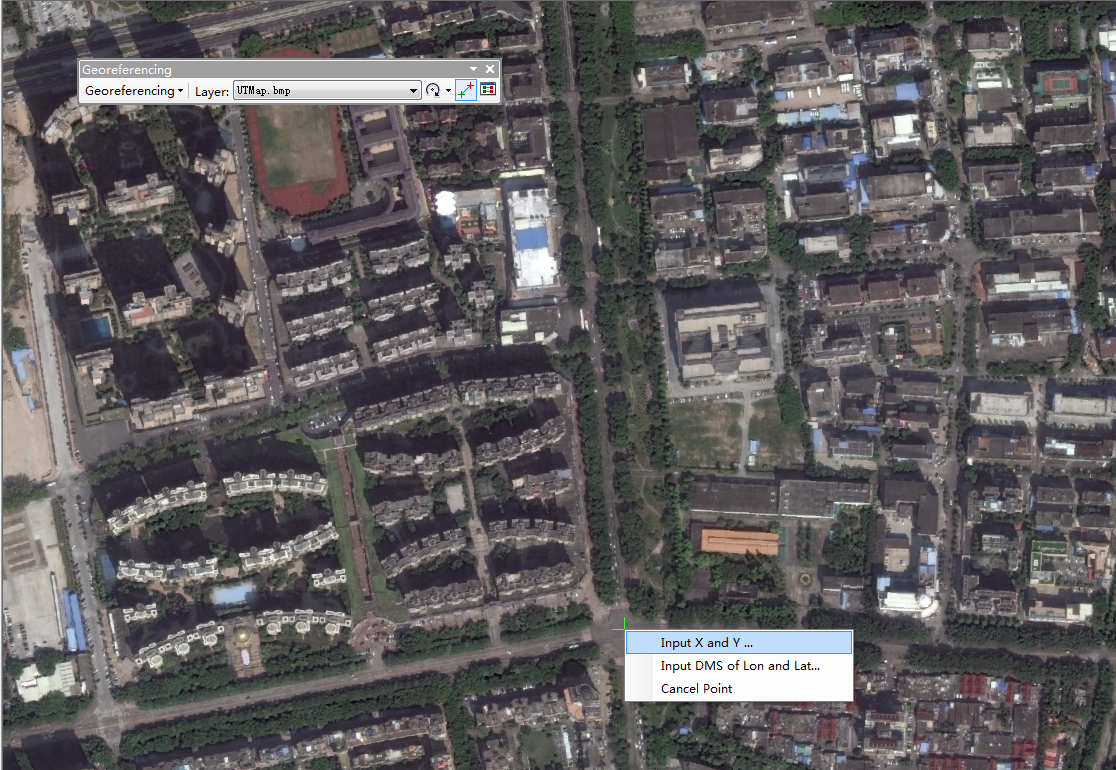 Georeferencing
Georeferencing Layer: UTMap.bmp
Input X and Y ...
Input DMS of Lon and Lat...
Cancel Point